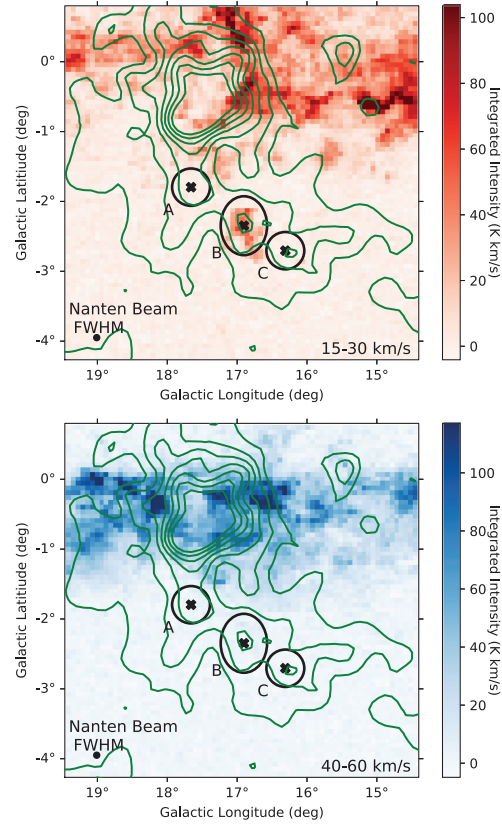 0°
-1°
-2°
-3°
-4°
Galactic Latitiude (deg)
A
B
C
Nanten Beam
FWHM
15-30 km/s
19°
18°
17°
16°
15°
Galactic Longitude (deg)
100
80
60
40
20
0
Integrated Intensity (K km/s)
0°
-1°
-2°
-3°
-4°
Galactic Latitiude (deg)
A
B
C
Nanten Beam
FWHM
40-60 km/s
19°
18°
17°
16°
15°
Galactic Longitude (deg)
100
80
60
40
20
0
Integrated Intensity (K km/s)